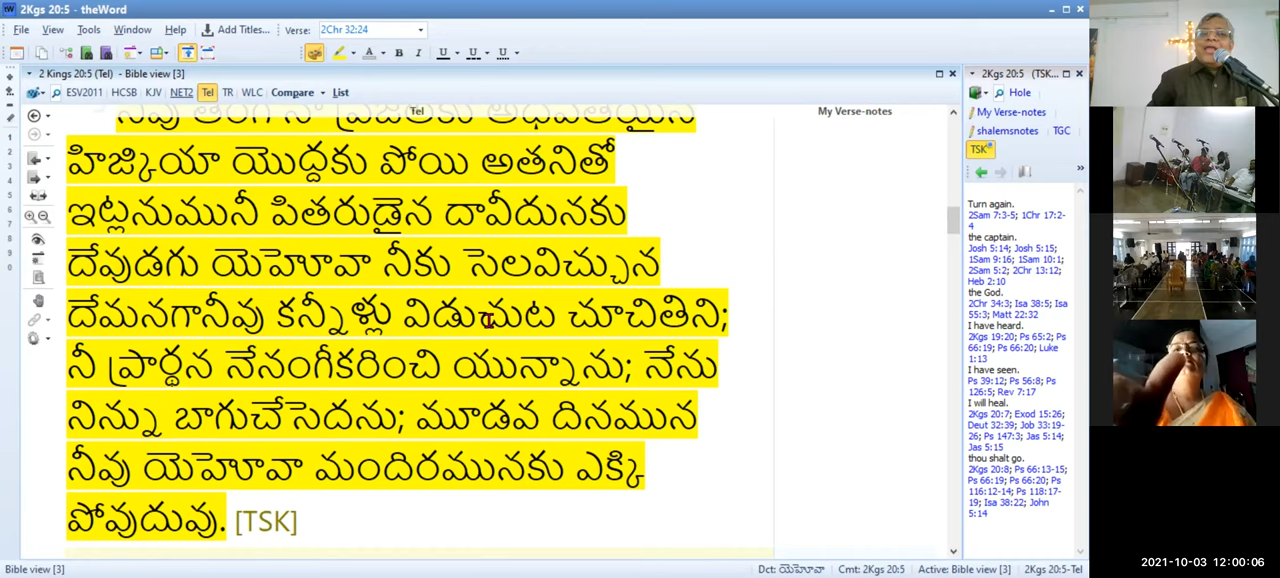 2Kgs 20:5 - theWord
File View Tools Window Help Add Titles... Verse: 2Chr 32:24
B I U U U
2 Kings 20:5 (Tel) - Bible view [3]
ESV2011 HCSB KJV NET2 Tel TR WLC Compare List
Tel My Verse-notes
నీవు తిరిగి నా ప్రజలకు అధిపతియైన
హిజ్కియా యొద్దకు పోయి అతనితో
ఇట్లనుమునీ పితరుడైన దావీదునకు
దేవుడగు యెహోవా నీకు సెలవిచ్చున
దేమనగానీవు కన్నీళ్లు విడుచుట చూచితిని;
నీ ప్రార్థన నేనంగీకరించి యున్నాను; నేను
నిన్ను బాగుచేసెదను; మూడవ దినమున
నీవు యెహోవా మందిరమునకు ఎక్కి
పోవుదువు. [TSK]
2Kgs 20:5 (TSK...
Hole
My Verse-notes
shalemsnotes TGC
TSK
Turn again.
2Sam 7:3-5; 1Chr 17:2-
4
the captain.
Josh 5:14; Josh 5:15;
1Sam 9:16; 1Sam 10:1;
2Sam 5:2; 2Chr 13:12;
Heb 2:10
the God.
2Chr 34:3; Isa 38:5; Isa
55:3; Matt 22:32
I have heard.
2Kgs 19:20; Ps 65:2; Ps
66:19; Ps 66:20; Luke
1:13
I have seen.
Ps 39:12; Ps 56:8; Ps
126:5; Rev 7:17
I will heal.
2Kgs 20:7; Exod 15:26;
Deut 32:39; Job 33:19-
26; Ps 147:3; Jas 5:14;
Jas 5:15
thou shalt go.
2Kgs 20:8; Ps 66:13-15;
Ps 66:19; Ps 66:20; Ps
116:12-14; Ps 118:17-
19; Isa 38:22; John
5:14
2021-10-03 12:00:06
Bible view [3] Dct: యెహోవా Cmt: 2Kgs 20:5 Active: Bible view [3] 2Kgs 20:5-Tel